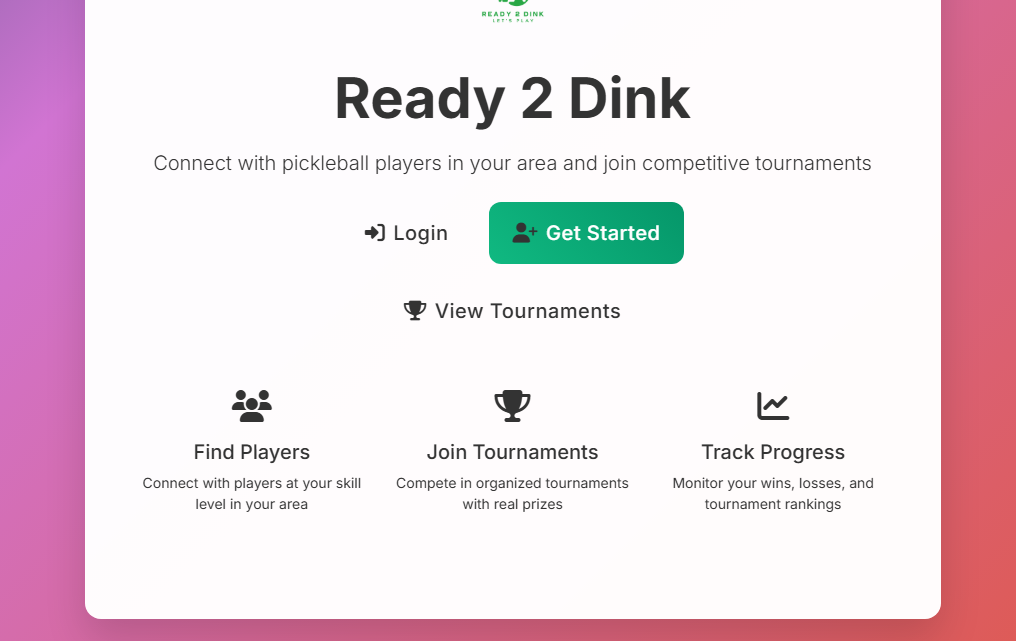 READY 2 DINK
LET'S PLAY
Ready 2 Dink
Connect with pickleball players in your area and join competitive tournaments
Login
Get Started
View Tournaments
Find Players
Connect with players at your skill
level in your area
Join Tournaments
Compete in organized tournaments
with real prizes
Track Progress
Monitor your wins, losses, and
tournament rankings